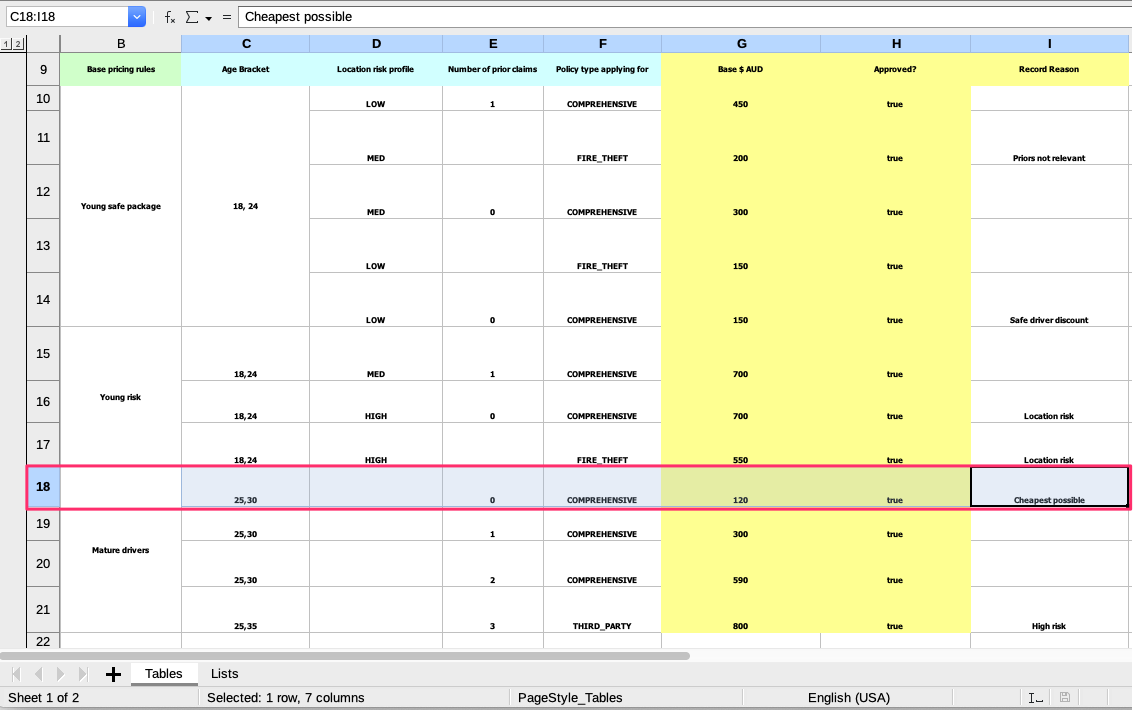 C18:I18 fx Σ = Cheapest possible
1 2 B C D E F G H I
9 Base pricing rules Age Bracket Location risk profile Number of prior claims Policy type applying for Base $ AUD Approved? Record Reason
10 LOW 1 COMPREHENSIVE 450 true
11 MED FIRE_THEFT 200 true Priors not relevant
12 Young safe package 18, 24 MED 0 COMPREHENSIVE 300 true
13 LOW FIRE_THEFT 150 true
14 LOW 0 COMPREHENSIVE 150 true Safe driver discount
15 18,24 MED 1 COMPREHENSIVE 700 true
16 Young risk 18,24 HIGH 0 COMPREHENSIVE 700 true Location risk
17 18,24 HIGH FIRE_THEFT 550 true Location risk
18 25,30 0 COMPREHENSIVE 120 true Cheapest possible
19 25,30 1 COMPREHENSIVE 300 true
20 Mature drivers 25,30 2 COMPREHENSIVE 590 true
21 25,35 3 THIRD_PARTY 800 true High risk
22
Tables Lists
Sheet 1 of 2 Selected: 1 row, 7 columns PageStyle_Tables English (USA)